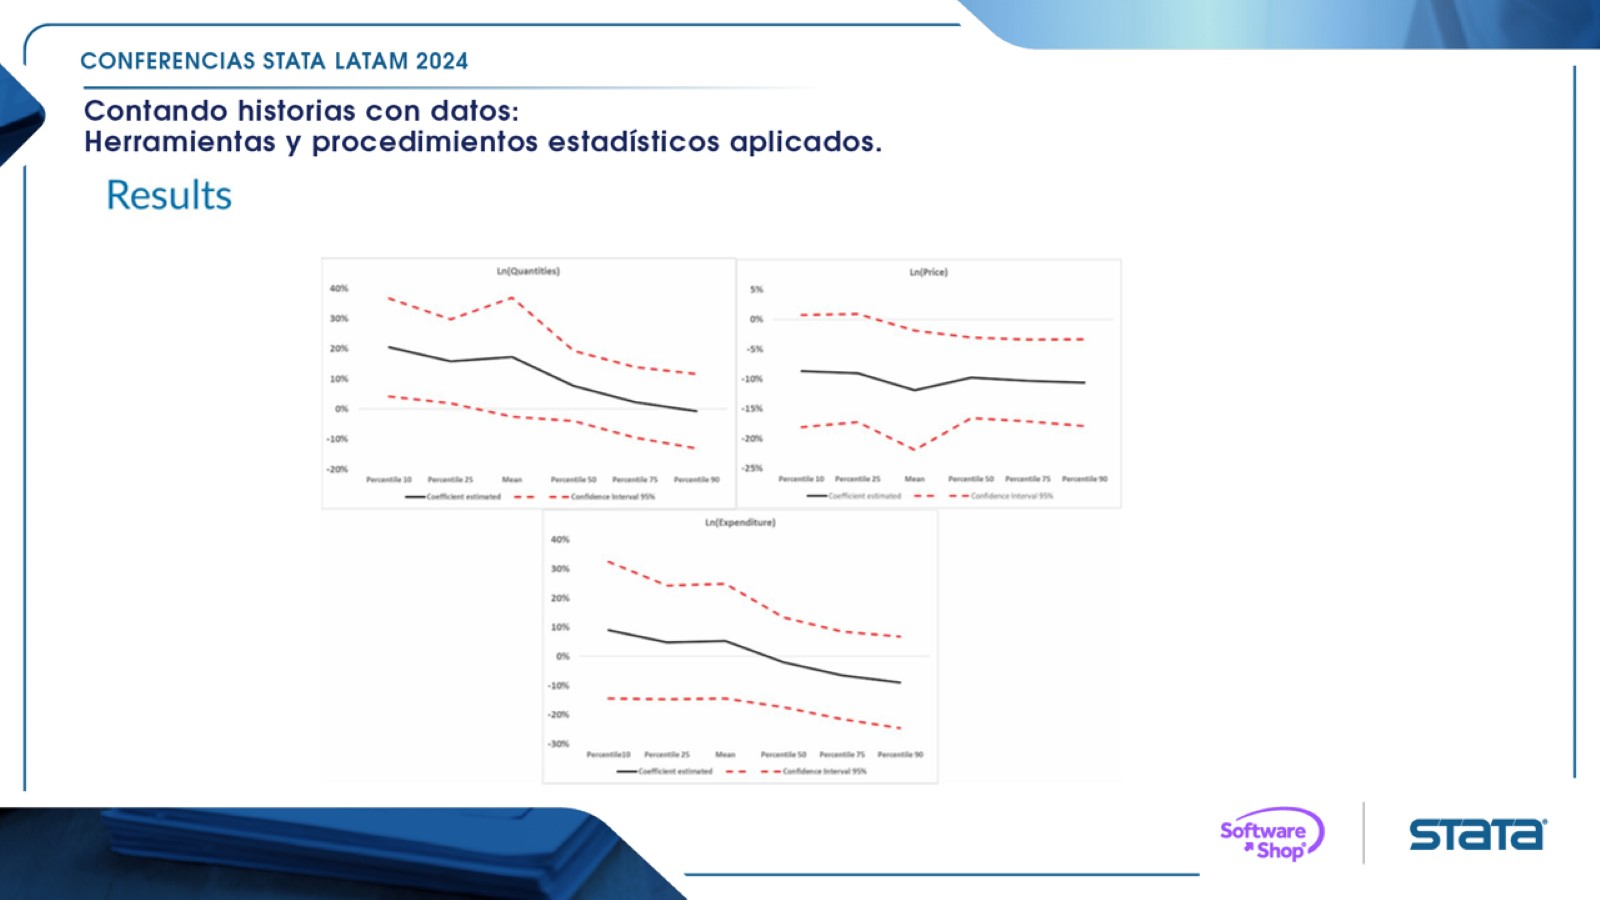 CONFERENCIAS STATA LATAM 2024
Contando historias con datos:
Herramientas y procedimientos estadísticos aplicados.
Results
Ln(Quantities)
40%
30%
20%
10%
0%
-10%
-20%
Percentile 10 Percentile 25 Mean Percentile 50 Percentile 75 Percentile 90
Coefficient estimated Confidence Interval 95%
Ln(Price)
5%
0%
-5%
-10%
-15%
-20%
-25%
Percentile 10 Percentile 25 Mean Percentile 50 Percentile 75 Percentile 90
Coefficient estimated Confidence Interval 95%
Ln(Expenditure)
40%
30%
20%
10%
0%
-10%
-20%
-30%
Percentile10 Percentile 25 Mean Percentile 50 Percentile 75 Percentile 90
Coefficient estimated Confidence Interval 95%
Software
Shop
STATA